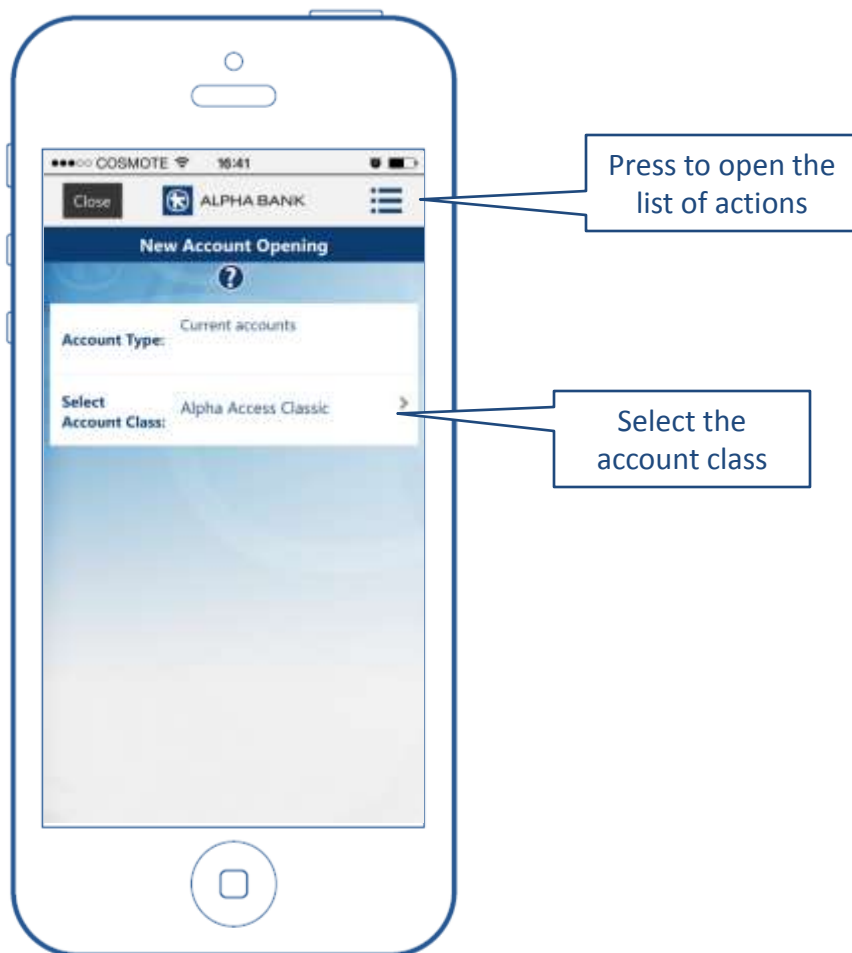 COSMOTE 16:41
Close ALPHA BANK
Press to open the
list of actions
New Account Opening
?
Account Type: Current accounts
Select
Account Class: Alpha Access Classic
Select the
account class